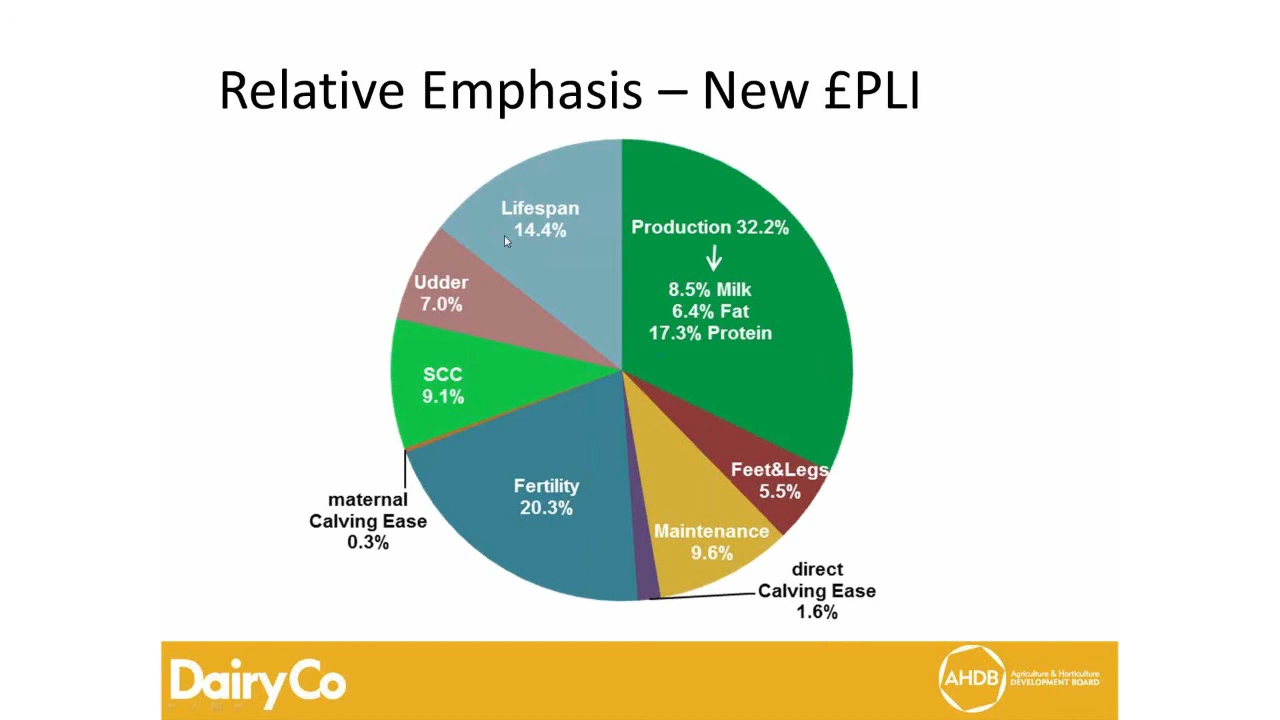 Relative Emphasis – New £PLI
Lifespan
14.4%
Production 32.2%
8.5% Milk
6.4% Fat
17.3% Protein
Udder
7.0%
SCC
9.1%
Feet&Legs
5.5%
Fertility
20.3%
Maintenance
9.6%
maternal
Calving Ease
0.3%
direct
Calving Ease
1.6%
DairyCo
AHDB
Agriculture & Horticulture
DEVELOPMENT BOARD